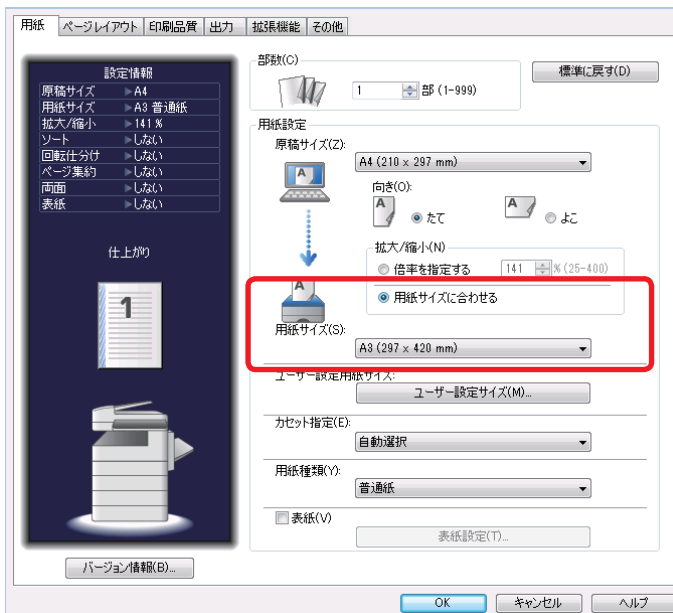 用紙 ページレイアウト 印刷品質 出力 拡張機能 その他
設定情報
原稿サイズ ▶A4
用紙サイズ ▶A3 普通紙
拡大/縮小 ▶141 %
ソート ▶しない
回転仕分け ▶しない
ページ集約 ▶しない
両面 ▶しない
表紙 ▶しない
仕上がり
1
バージョン情報(B)...
部数(C)
1 部 (1-999)
標準に戻す(D)
用紙設定
原稿サイズ(Z):
A4 (210 x 297 mm)
A
向き(O):
A たて A よこ
拡大/縮小(N)
倍率を指定する 141 % (25-400)
用紙サイズに合わせる
A
用紙サイズ(S):
A3 (297 x 420 mm)
ユーザー設定用紙サイズ:
ユーザー設定サイズ(M)...
カセット指定(E):
自動選択
用紙種類(Y):
普通紙
表紙(V)
表紙設定(T)...
OK キャンセル ヘルプ